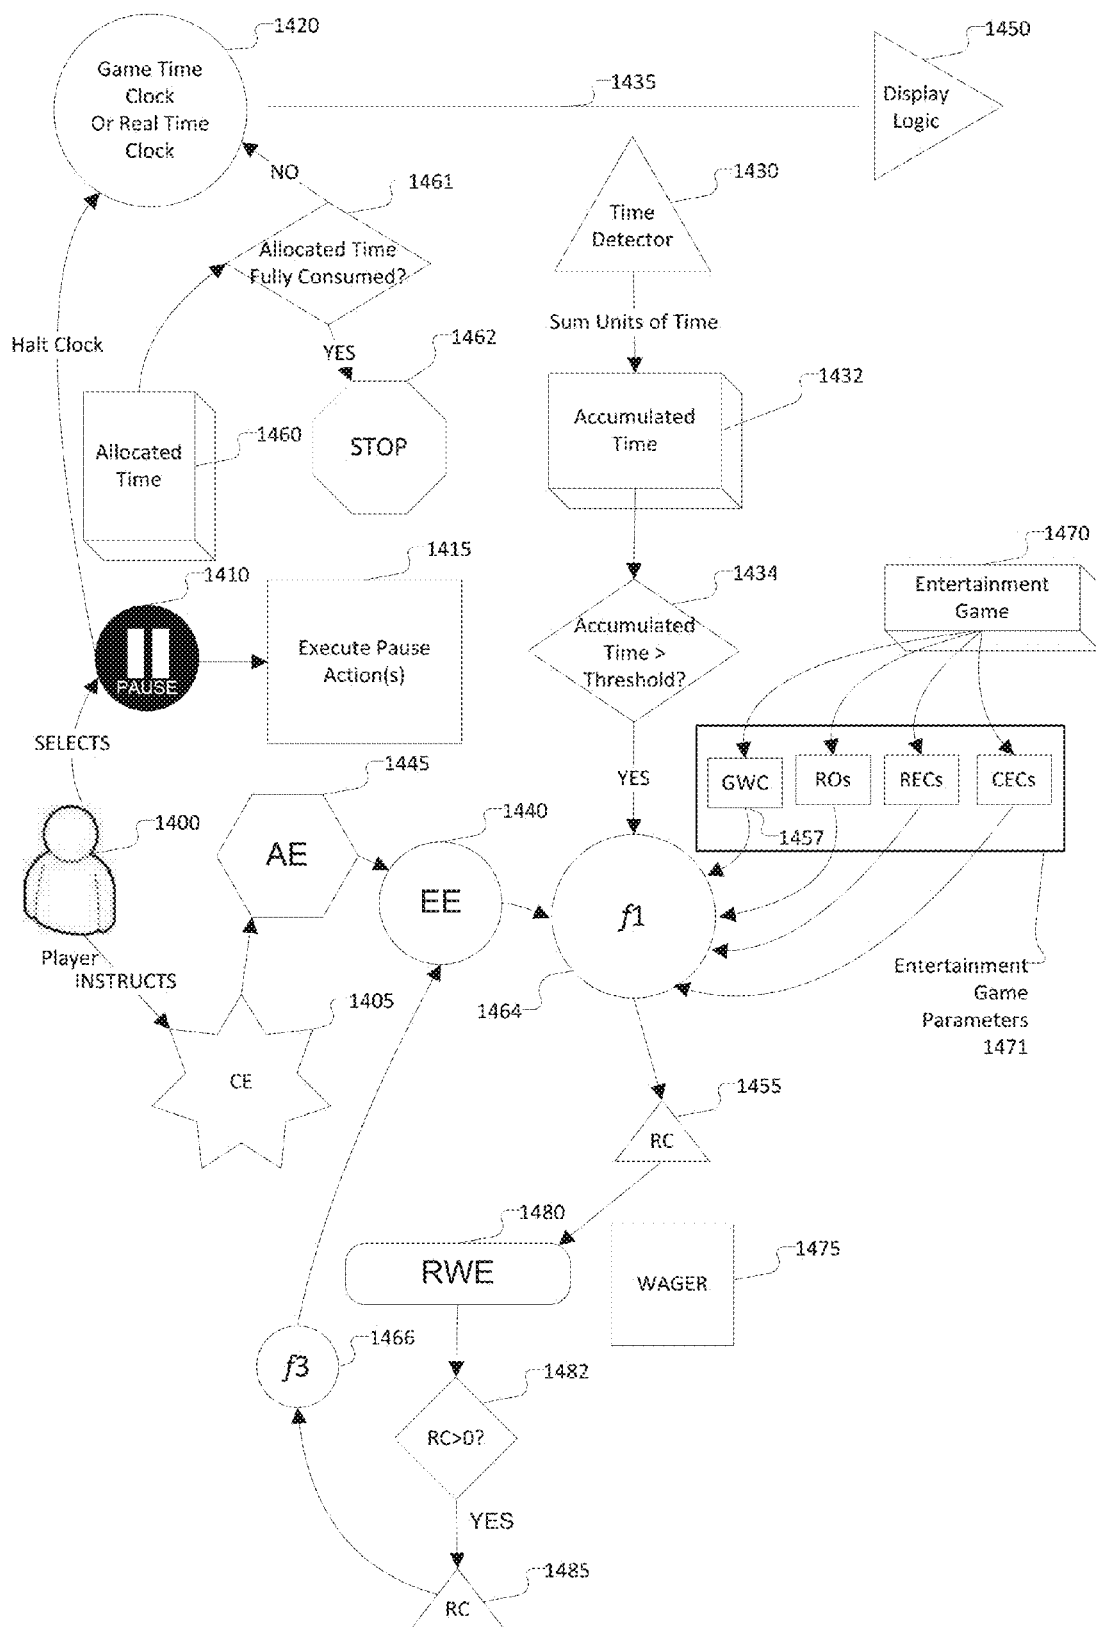 1420
Game Time
Clock
Or Real Time
Clock
1435
1450
Display
Logic
NO
1461
Allocated Time
Fully Consumed?
1430
Time
Detector
Sum Units of Time
Halt Clock
YES
1462
STOP
1460
Allocated
Time
1432
Accumulated
Time
1410
PAUSE
1415
Execute Pause
Action(s)
1434
Accumulated
Time >
Threshold?
1470
Entertainment
Game
SELECTS
YES
GWC
ROs
RECs
CECs
1457
1400
Player
INSTRUCTS
1445
AE
1440
EE
f1
1464
Entertainment
Game
Parameters
1471
1405
CE
1455
RC
1480
RWE
1475
WAGER
1466
f3
1482
RC>0?
YES
1485
RC